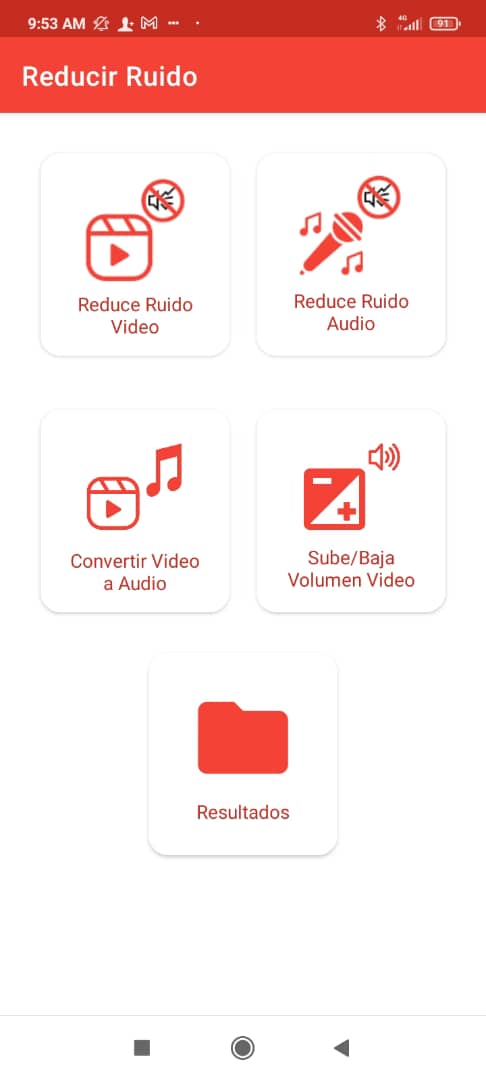 9:53 AM
4G
91
Reducir Ruido
Reduce Ruido
Video
Reduce Ruido
Audio
Convertir Video
a Audio
Sube/Baja
Volumen Video
Resultados